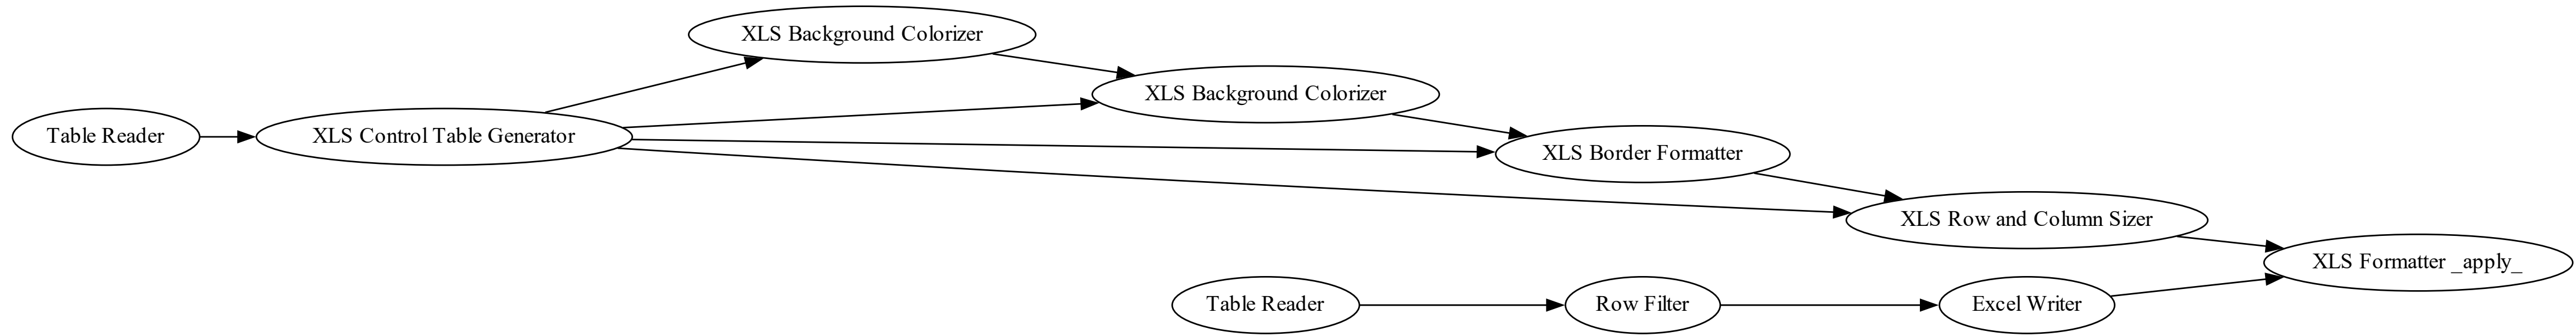 XLS Background Colorizer
XLS Background Colorizer
Table Reader
XLS Control Table Generator
XLS Border Formatter
XLS Row and Column Sizer
XLS Formatter _apply_
Table Reader
Row Filter
Excel Writer